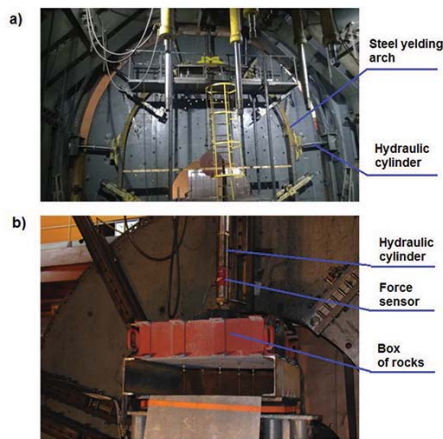 a)
Steel yelding
arch
Hydraulic
cylinder
b)
Hydraulic
cylinder
Force
sensor
Box
of rocks